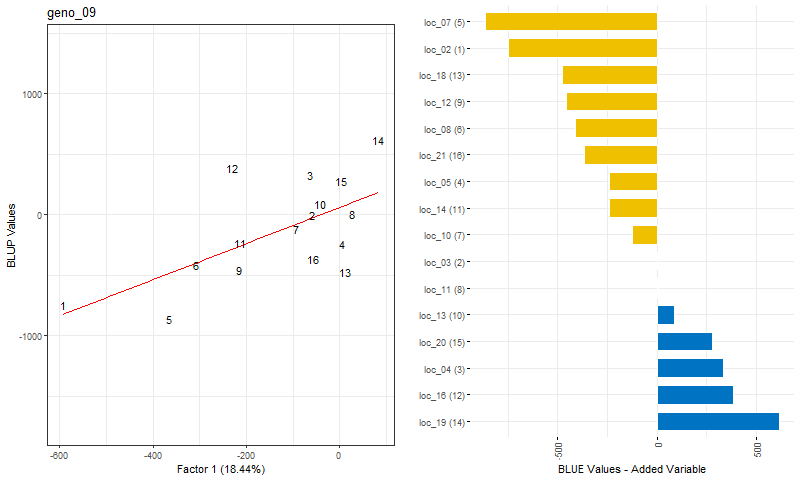 geno_09
BLUP Values
1000
0
-1000
14
12
3
15
10
2
8
7
11
4
16
6
9
13
1
5
-600
-400
-200
0
Factor 1 (18.44%)
loc_07 (5)
loc_02 (1)
loc_18 (13)
loc_12 (9)
loc_08 (6)
loc_21 (16)
loc_05 (4)
loc_14 (11)
loc_10 (7)
loc_03 (2)
loc_11 (8)
loc_13 (10)
loc_20 (15)
loc_04 (3)
loc_16 (12)
loc_19 (14)
-500
0
500
BLUE Values - Added Variable